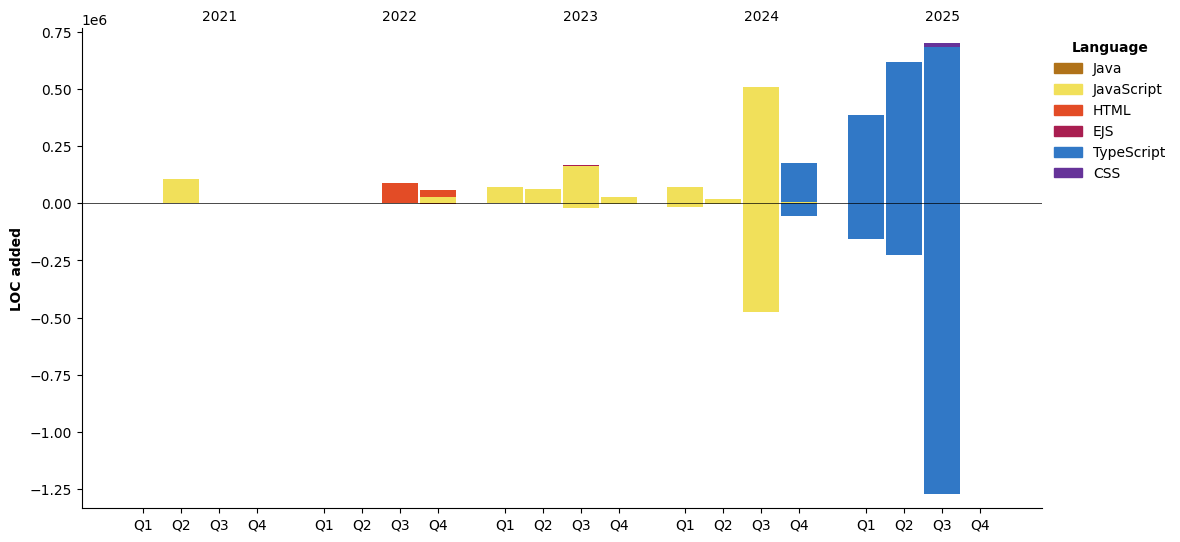 2021 2022 2023 2024 2025
1e6
0.75
0.50
0.25
0.00
−0.25
−0.50
−0.75
−1.00
−1.25
LOC added
Q1 Q2 Q3 Q4 Q1 Q2 Q3 Q4 Q1 Q2 Q3 Q4 Q1 Q2 Q3 Q4 Q1 Q2 Q3 Q4
Language
Java
JavaScript
HTML
EJS
TypeScript
CSS